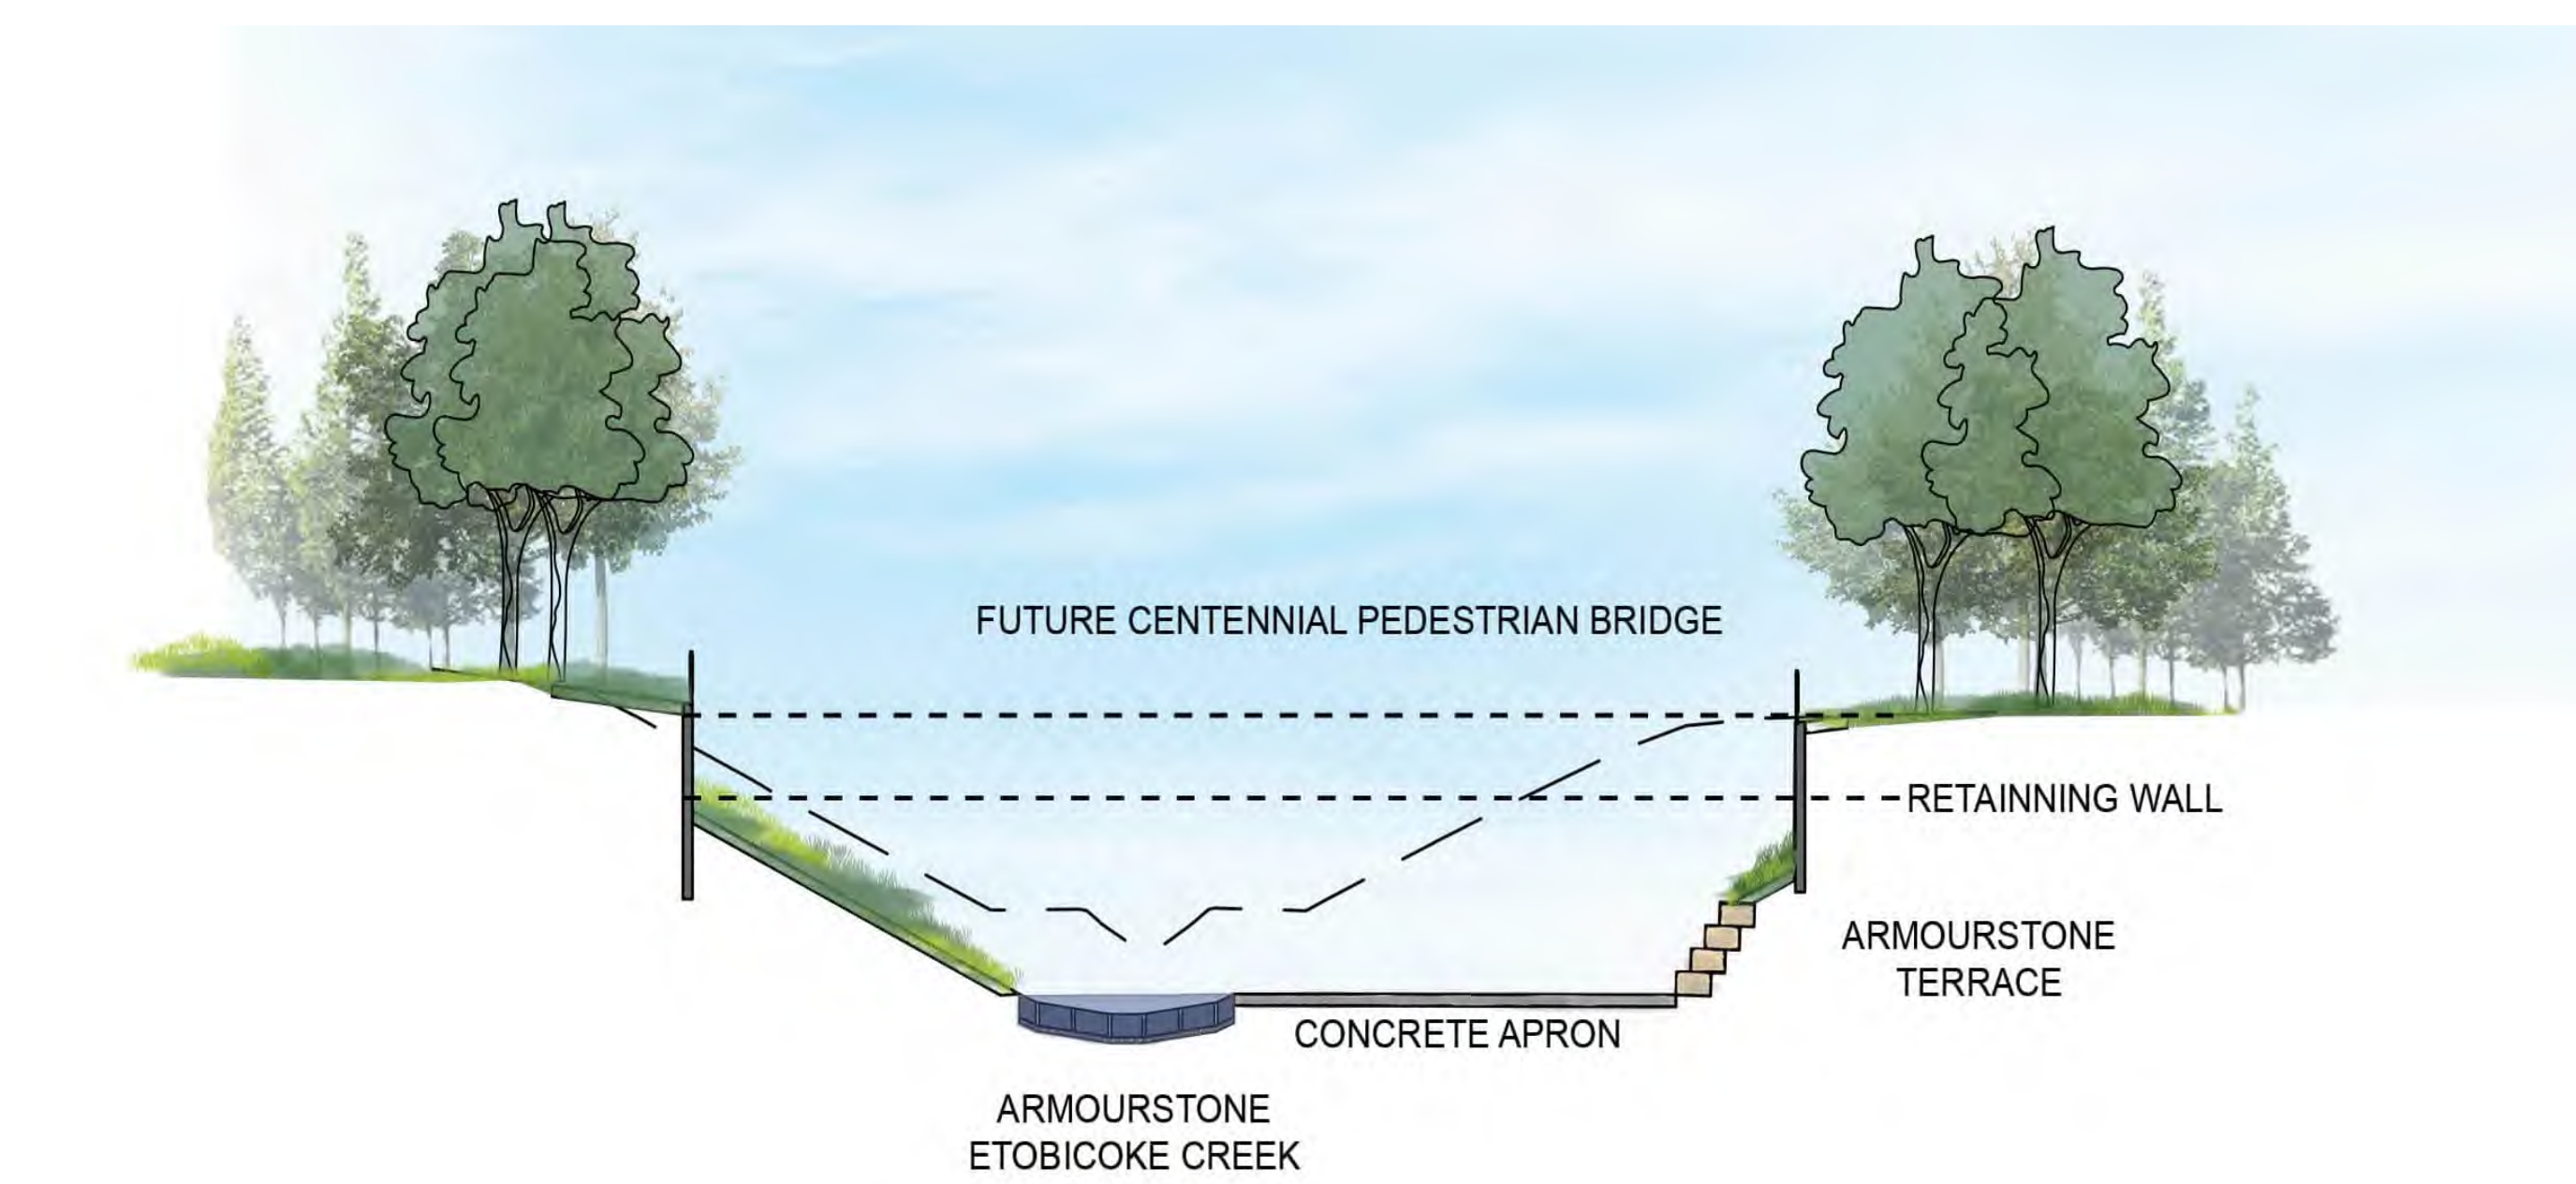 FUTURE CENTENNIAL PEDESTRIAN BRIDGE
RETAINNING WALL
ARMOURSTONE
TERRACE
CONCRETE APRON
ARMOURSTONE
ETOBICOKE CREEK